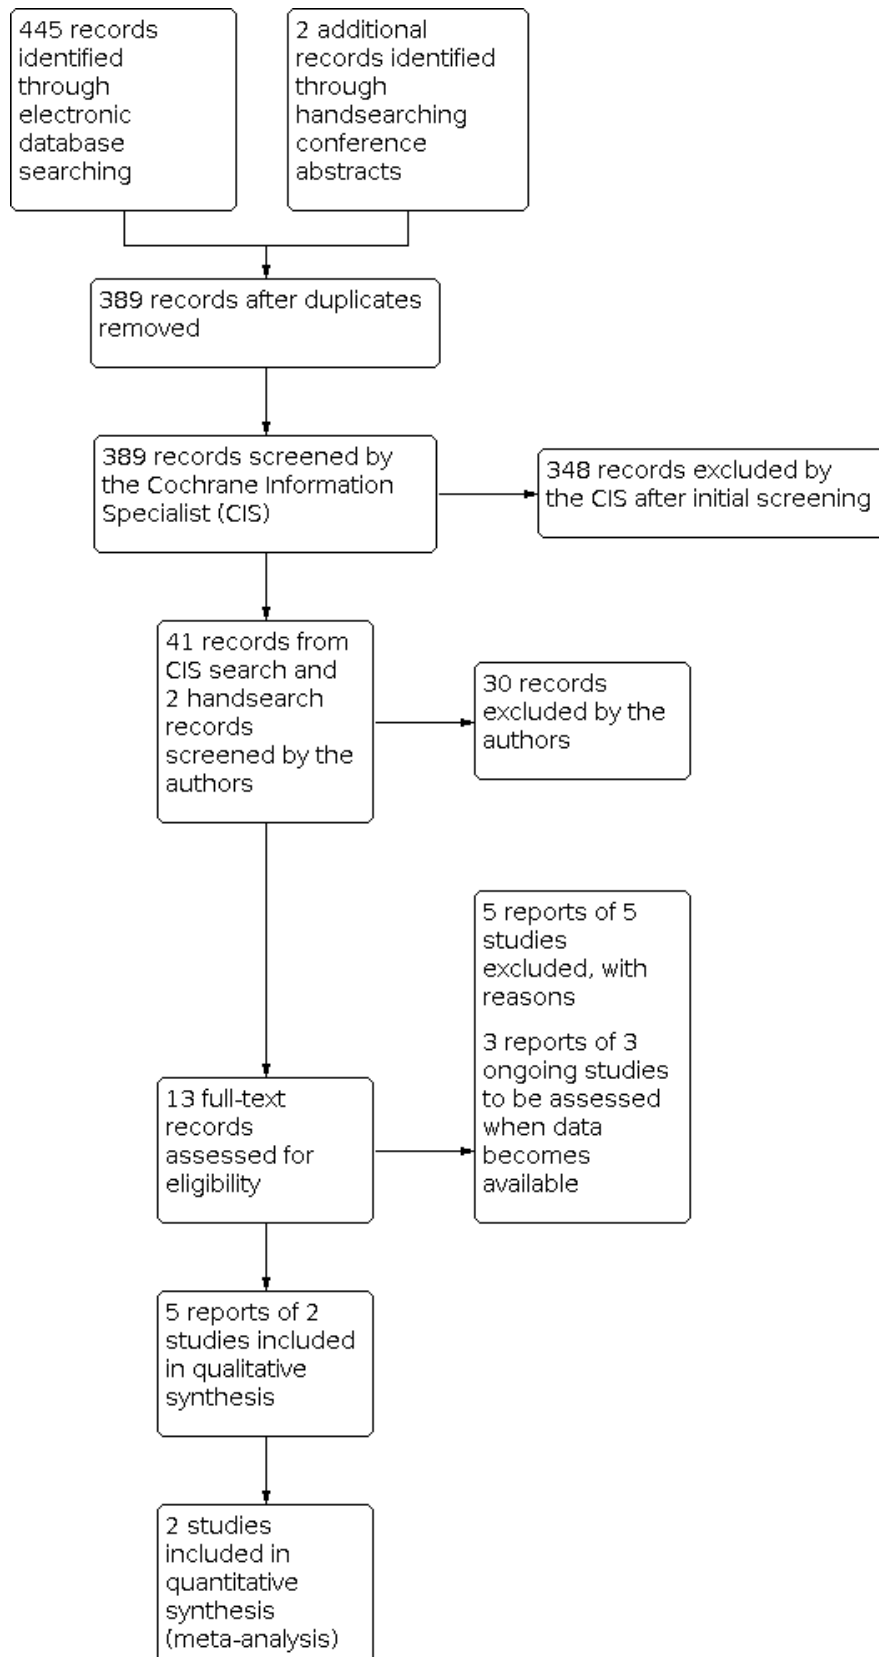 445 records
identified
through
electronic
database
searching
2 additional
records identified
through
handsearching
conference
abstracts
389 records after duplicates
removed
389 records screened by
the Cochrane Information
Specialist (CIS)
348 records excluded by
the CIS after initial screening
41 records from
CIS search and
2 handsearch
records
screened by the
authors
30 records
excluded by the
authors
5 reports of 5
studies
excluded, with
reasons
3 reports of 3
ongoing studies
to be assessed
when data
becomes
available
13 full-text
records
assessed for
eligibility
5 reports of 2
studies included
in qualitative
synthesis
2 studies
included in
quantitative
synthesis
(meta-analysis)